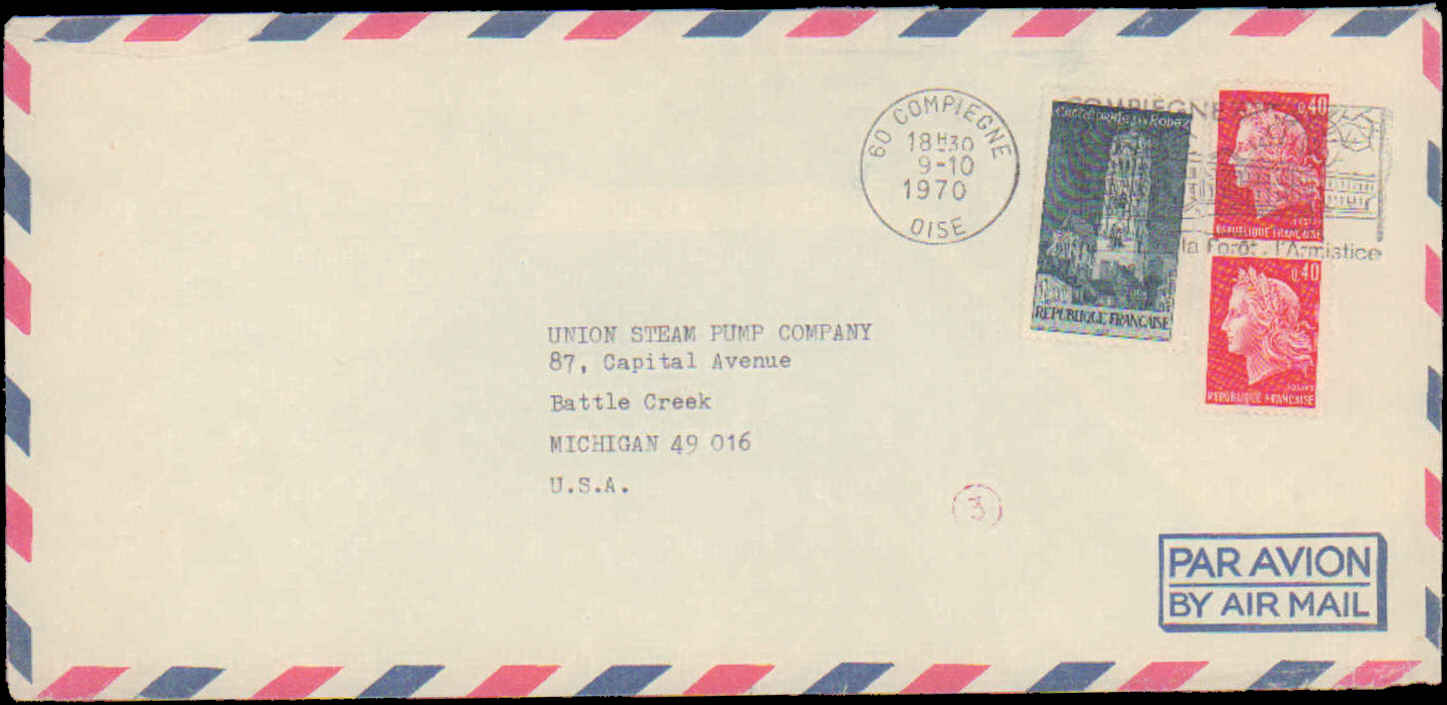 60 COMPIEGNE
18H30
9-10
1970
OISE
COMPIÈGNE
la Forêt . l'Armistice
Cathédrale de Rodez
REPUBLIQUE FRANÇAISE
0,40
REPUBLIQUE FRANÇAISE
0,40
REPUBLIQUE FRANÇAISE
UNION STEAM PUMP COMPANY
87, Capital Avenue
Battle Creek
MICHIGAN 49 016
U.S.A.
3
PAR AVION
BY AIR MAIL